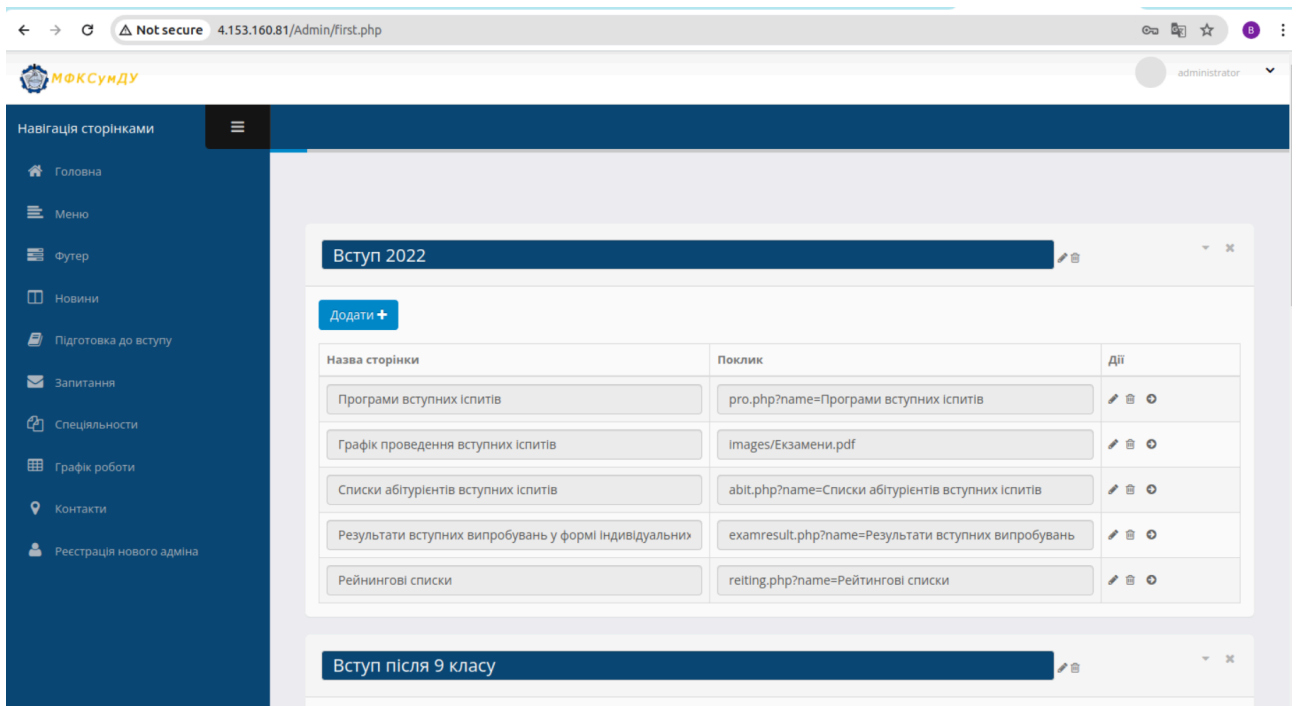 Not secure 4.153.160.81/Admin/first.php
B
МФКСумДУ
administrator
Навігація сторінками
Головна
Меню
Футер
Новини
Підготовка до вступу
Запитання
Спеціяльности
Графік роботи
Контакти
Реєстрація нового адміна
Вступ 2022
Додати
Назва сторінки Поклик Дії
Програми вступних іспитів pro.php?name=Програми вступних іспитів
Графік проведення вступних іспитів images/Екзамени.pdf
Списки абітурієнтів вступних іспитів abit.php?name=Списки абітурієнтів вступних іспитів
Результати вступних випробувань у формі індивідуальних examresult.php?name=Результати вступних випробувань
Рейнингові списки reiting.php?name=Рейтингові списки
Вступ після 9 класу